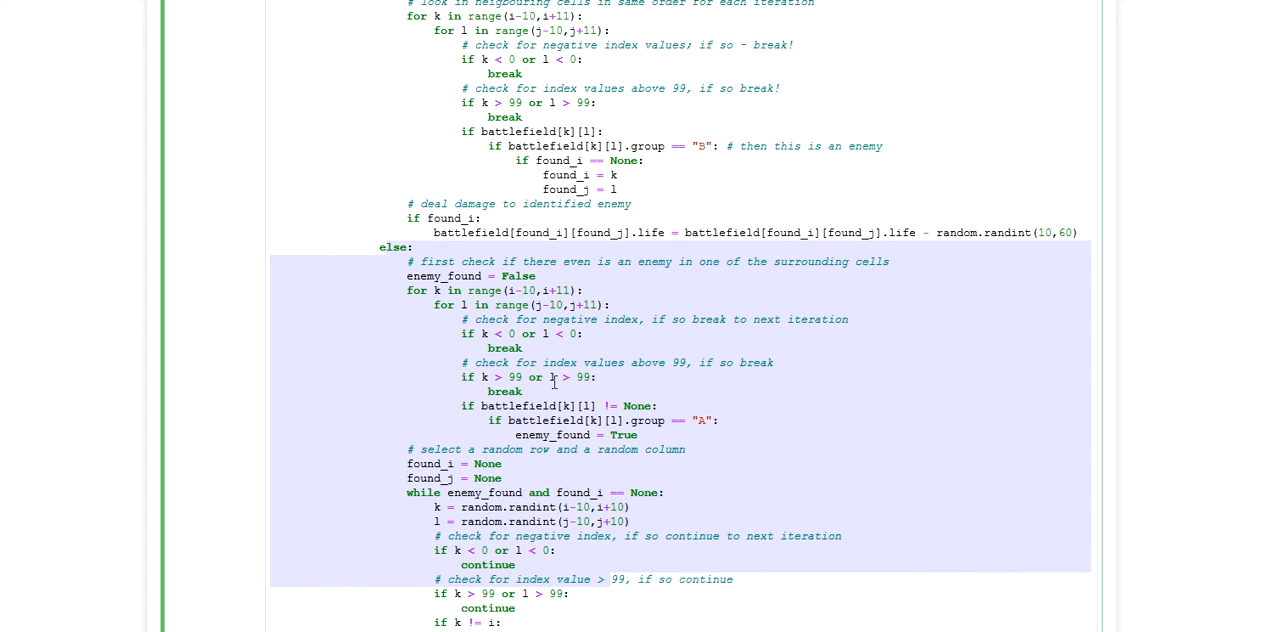 # look in neigbouring cells in same order for each iteration
for k in range(i-10,i+11):
for l in range(j-10,j+11):
# check for negative index values; if so - break!
if k < 0 or l < 0:
break
# check for index values above 99, if so break!
if k > 99 or l > 99:
break
if battlefield[k][l]:
if battlefield[k][l].group == "B": # then this is an enemy
if found_i == None:
found_i = k
found_j = l
# deal damage to identified enemy
if found_i:
battlefield[found_i][found_j].life = battlefield[found_i][found_j].life - random.randint(10,60)
else:
# first check if there even is an enemy in one of the surrounding cells
enemy_found = False
for k in range(i-10,i+11):
for l in range(j-10,j+11):
# check for negative index, if so break to next iteration
if k < 0 or l < 0:
break
# check for index values above 99, if so break
if k > 99 or l > 99:
break
if battlefield[k][l] != None:
if battlefield[k][l].group == "A":
enemy_found = True
# select a random row and a random column
found_i = None
found_j = None
while enemy_found and found_i == None:
k = random.randint(i-10,i+10)
l = random.randint(j-10,j+10)
# check for negative index, if so continue to next iteration
if k < 0 or l < 0:
continue
# check for index value > 99, if so continue
if k > 99 or l > 99:
continue
if k != i: